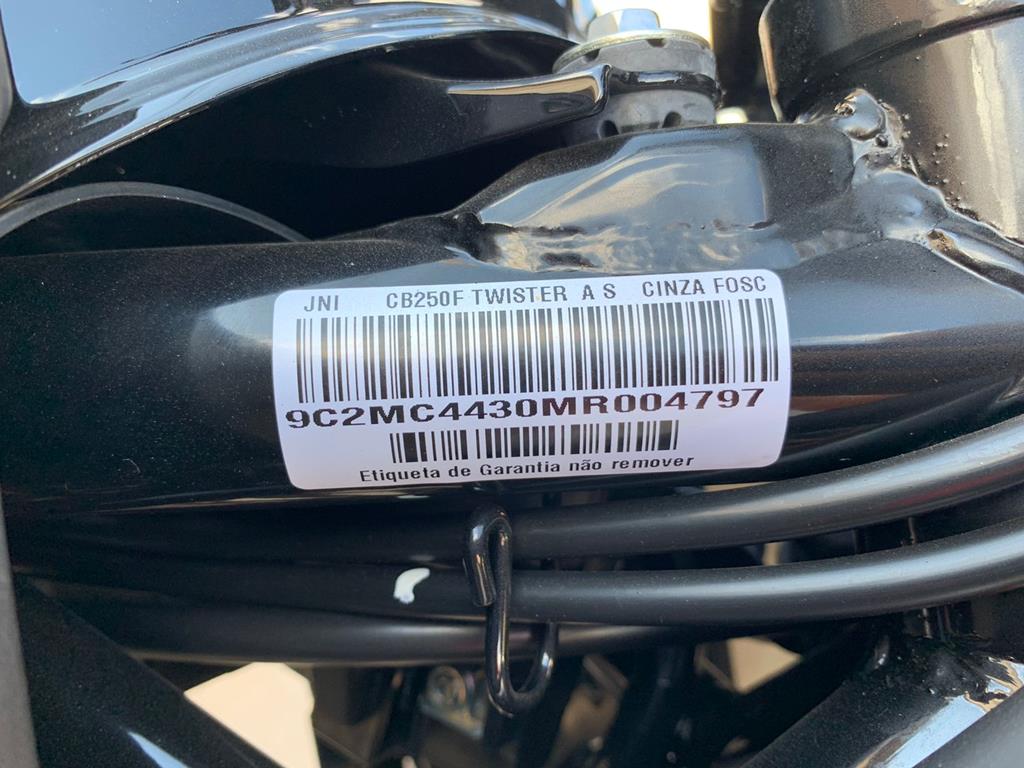 JNI CB250F TWISTER A S CINZA FOSC
9C2MC4430MR004797
Etiqueta de Garantia não remover